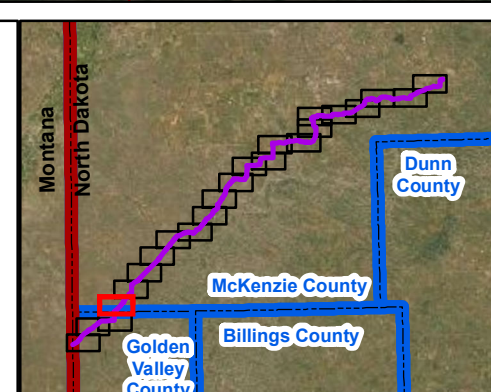 Montana
North Dakota
Dunn
County
McKenzie County
Billings County
Golden
Valley
County